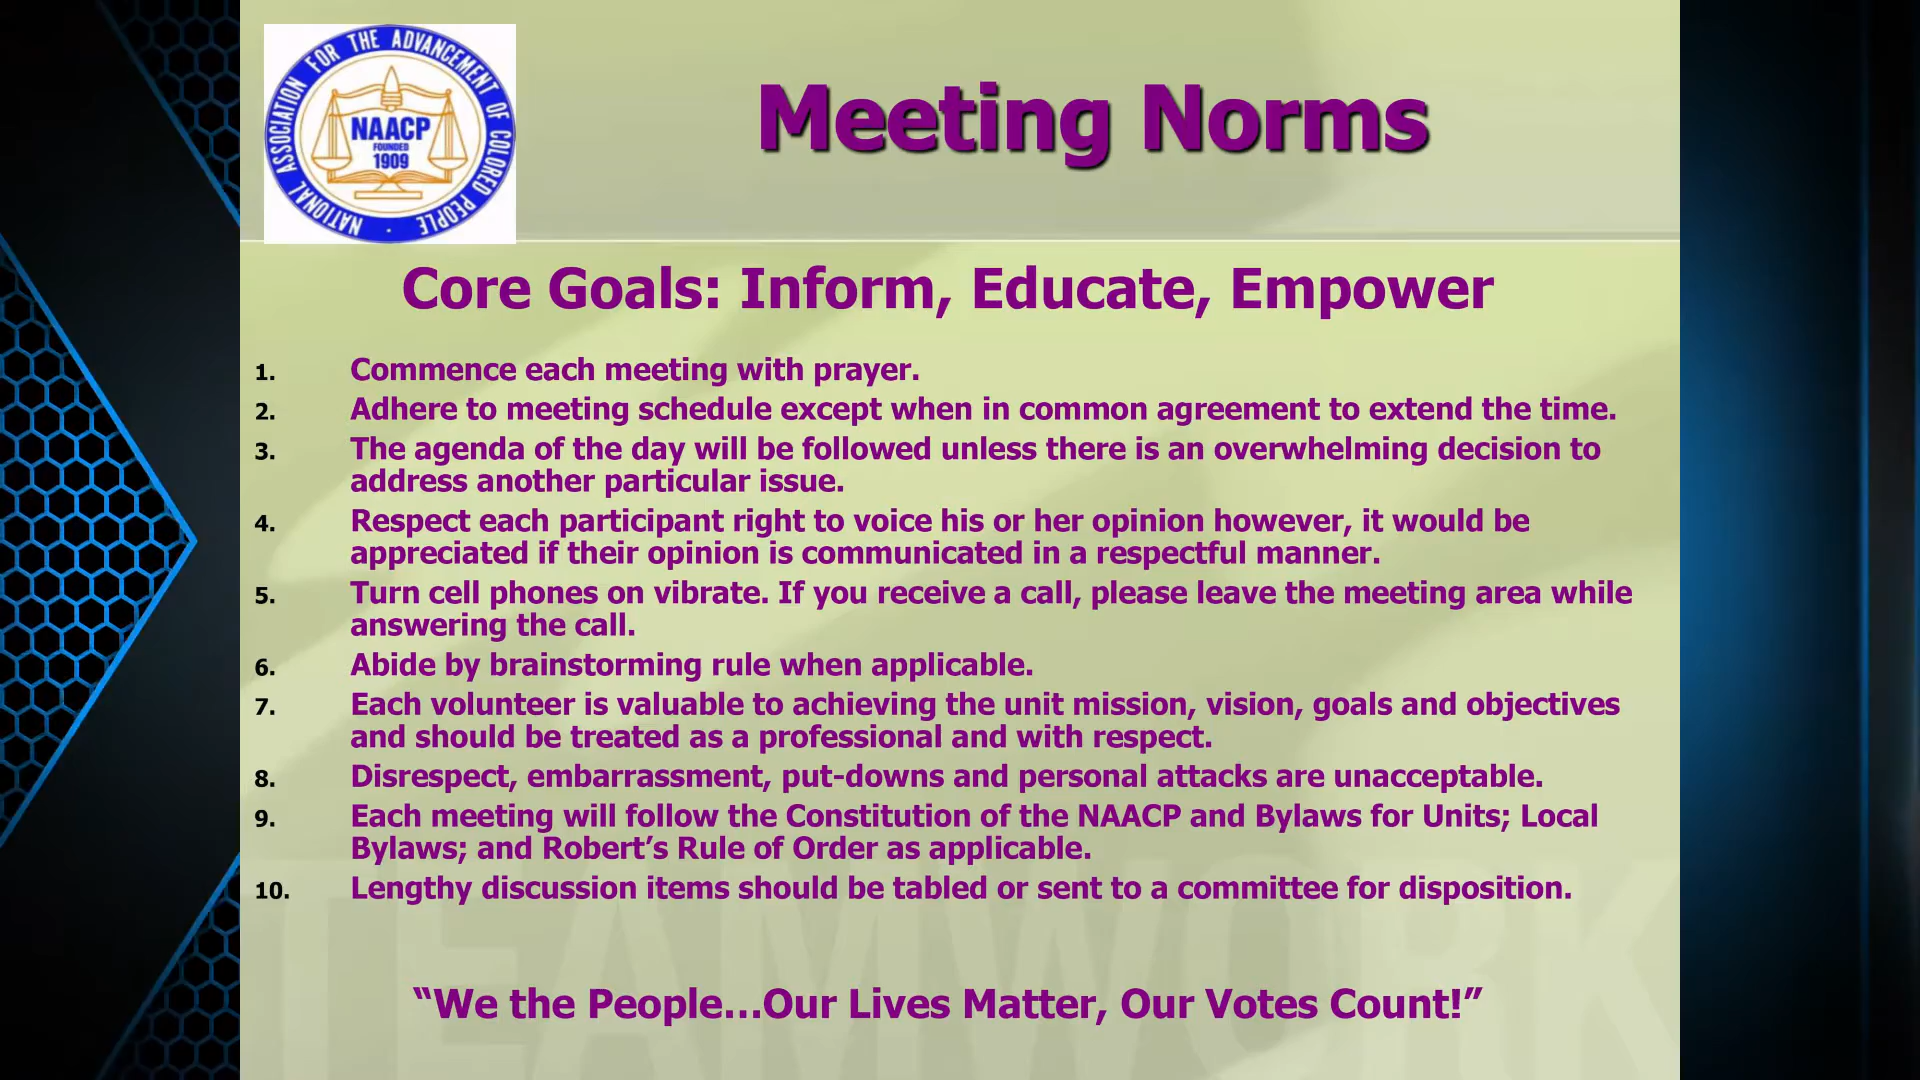 NATIONAL ASSOCIATION FOR THE ADVANCEMENT OF COLORED PEOPLE ·
NAACP
FOUNDED
1909
Meeting Norms
Core Goals: Inform, Educate, Empower
1. Commence each meeting with prayer.
2. Adhere to meeting schedule except when in common agreement to extend the time.
3. The agenda of the day will be followed unless there is an overwhelming decision to
address another particular issue.
4. Respect each participant right to voice his or her opinion however, it would be
appreciated if their opinion is communicated in a respectful manner.
5. Turn cell phones on vibrate. If you receive a call, please leave the meeting area while
answering the call.
6. Abide by brainstorming rule when applicable.
7. Each volunteer is valuable to achieving the unit mission, vision, goals and objectives
and should be treated as a professional and with respect.
8. Disrespect, embarrassment, put-downs and personal attacks are unacceptable.
9. Each meeting will follow the Constitution of the NAACP and Bylaws for Units; Local
Bylaws; and Robert’s Rule of Order as applicable.
10. Lengthy discussion items should be tabled or sent to a committee for disposition.
“We the People...Our Lives Matter, Our Votes Count!”
TEAMWORK